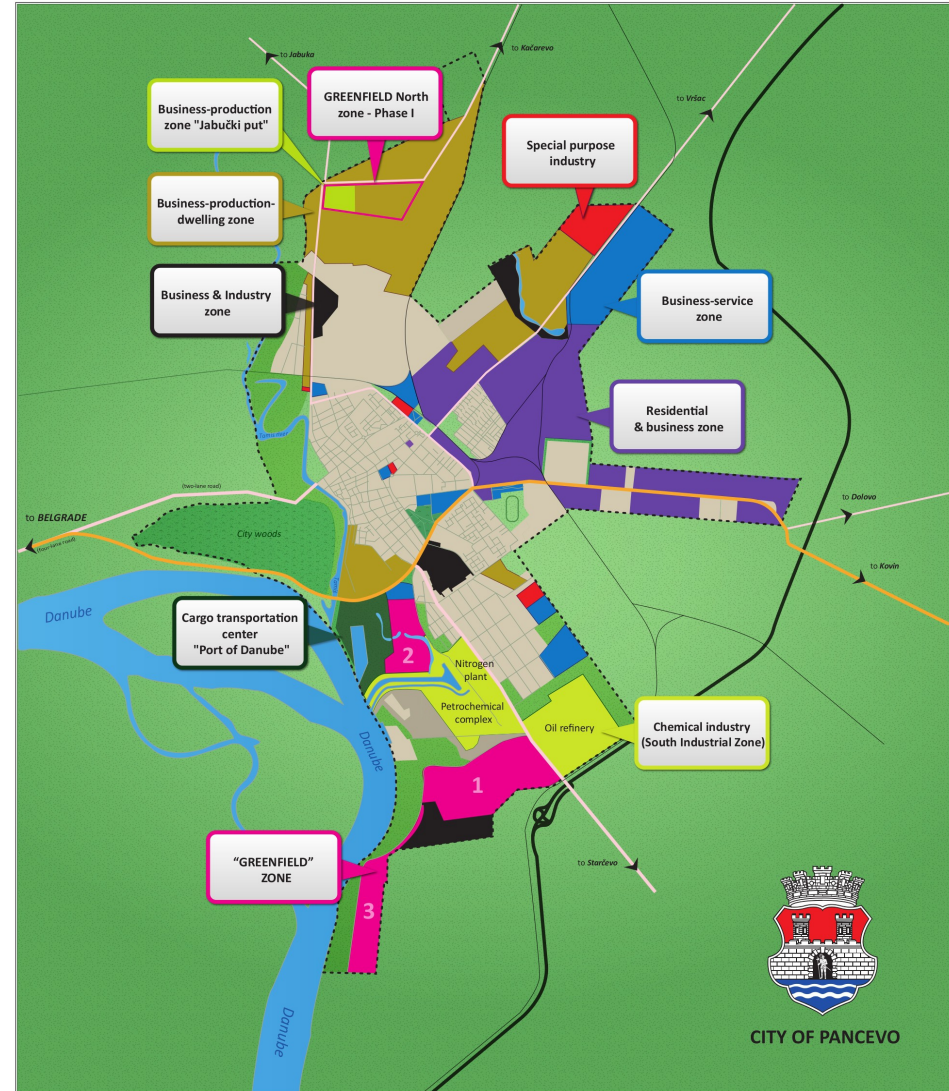 to Jabuka
to Kačarevo
to Vršac
Business-production
zone "Jabučki put"
GREENFIELD North
zone - Phase I
Special purpose
industry
Business-production-
dwelling zone
Business & Industry
zone
Business-service
zone
Residential
& business zone
(two-lane road)
to BELGRADE
(four-lane road)
City woods
to Dolovo
to Kovin
Danube
Cargo transportation
center
"Port of Danube"
2
Nitrogen
plant
Petrochemical
complex
Oil refinery
Chemical industry
(South Industrial Zone)
Danube
1
"GREENFIELD"
ZONE
to Starčevo
3
Danube
CITY OF PANCEVO